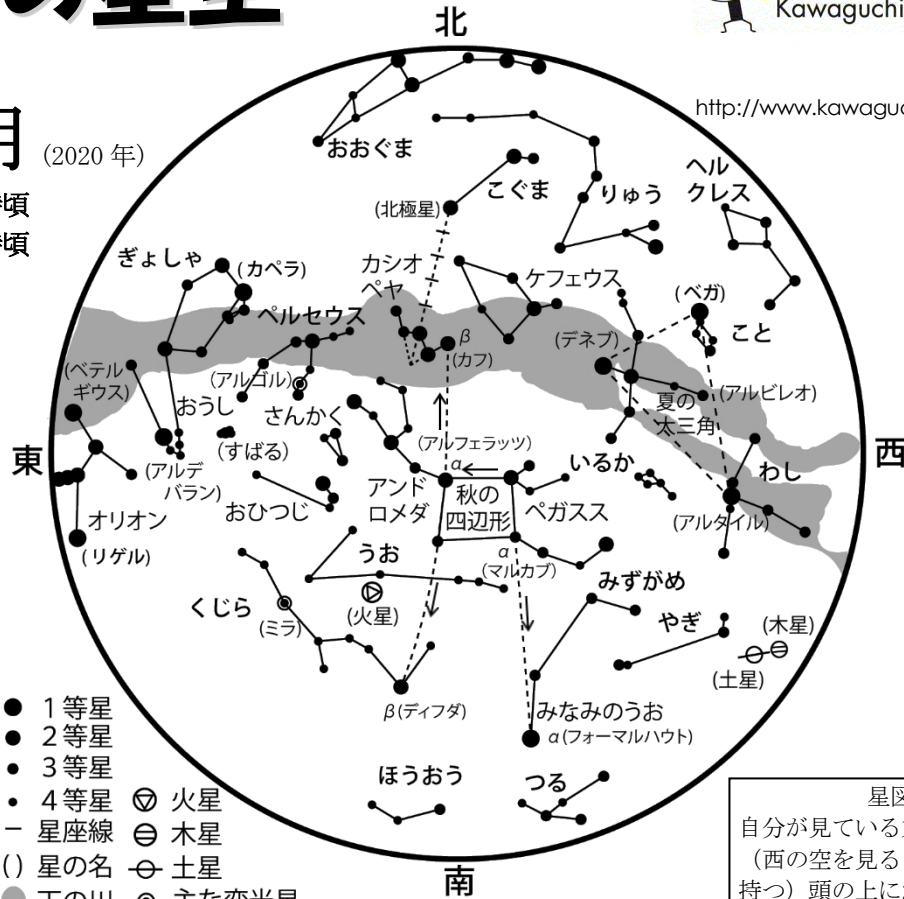 の星空
北
Kawaguchi
http://www.kawaguc
月 (2020 年)
頃
頃
おおぐま
こぐま
(北極星)
りゅう
ヘル
クレス
ぎょしゃ
(カペラ)
カシオ
ペヤ
ケフェウス
(ベガ)
こと
ペルセウス
β
(カフ)
(デネブ)
(アルビレオ)
夏の
大三角
(ベテル
ギウス)
(アルゴル)
おうし
さんかく
(すばる)
東
西
(アルデ
バラン)
(アルフェラッツ)
α
いるか
わし
アンド
ロメダ
秋の
四辺形
ペガスス
(アルタイル)
おひつじ
オリオン
(リゲル)
うお
α
(マルカブ)
みずがめ
くじら
(ミラ)
(火星)
やぎ
(木星)
(土星)
β(ディフダ)
みなみのうお
α(フォーマルハウト)
ほうおう
つる
南
1等星
2等星
3等星
4等星
火星
星座線
木星
() 星の名
土星
天の川
主な変光星
星図
自分が見ている
(西の空を見る
持つ) 頭の上に